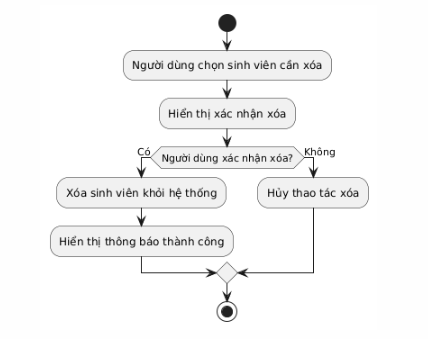 Người dùng chọn sinh viên cần xóa
Hiển thị xác nhận xóa
Có
Người dùng xác nhận xóa?
Không
Xóa sinh viên khỏi hệ thống
Hủy thao tác xóa
Hiển thị thông báo thành công